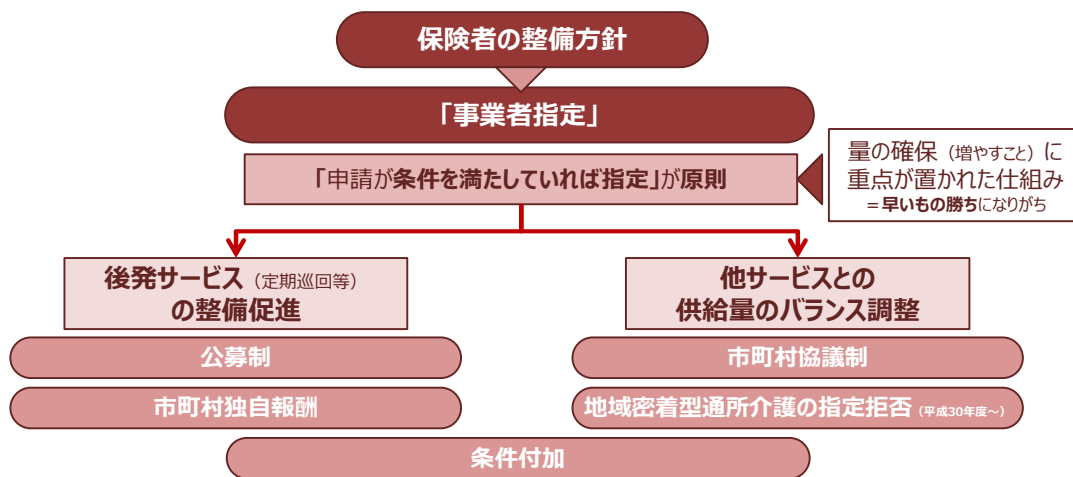 保険者の整備方針
「事業者指定」
「申請が条件を満たしていれば指定」が原則
量の確保（増やすこと）に
重点が置かれた仕組み
=早いもの勝ちになりがち
後発サービス（定期巡回等）
の整備促進
他サービスとの
供給量のバランス調整
公募制
市町村協議制
市町村独自報酬
地域密着型通所介護の指定拒否（平成30年度～）
条件付加